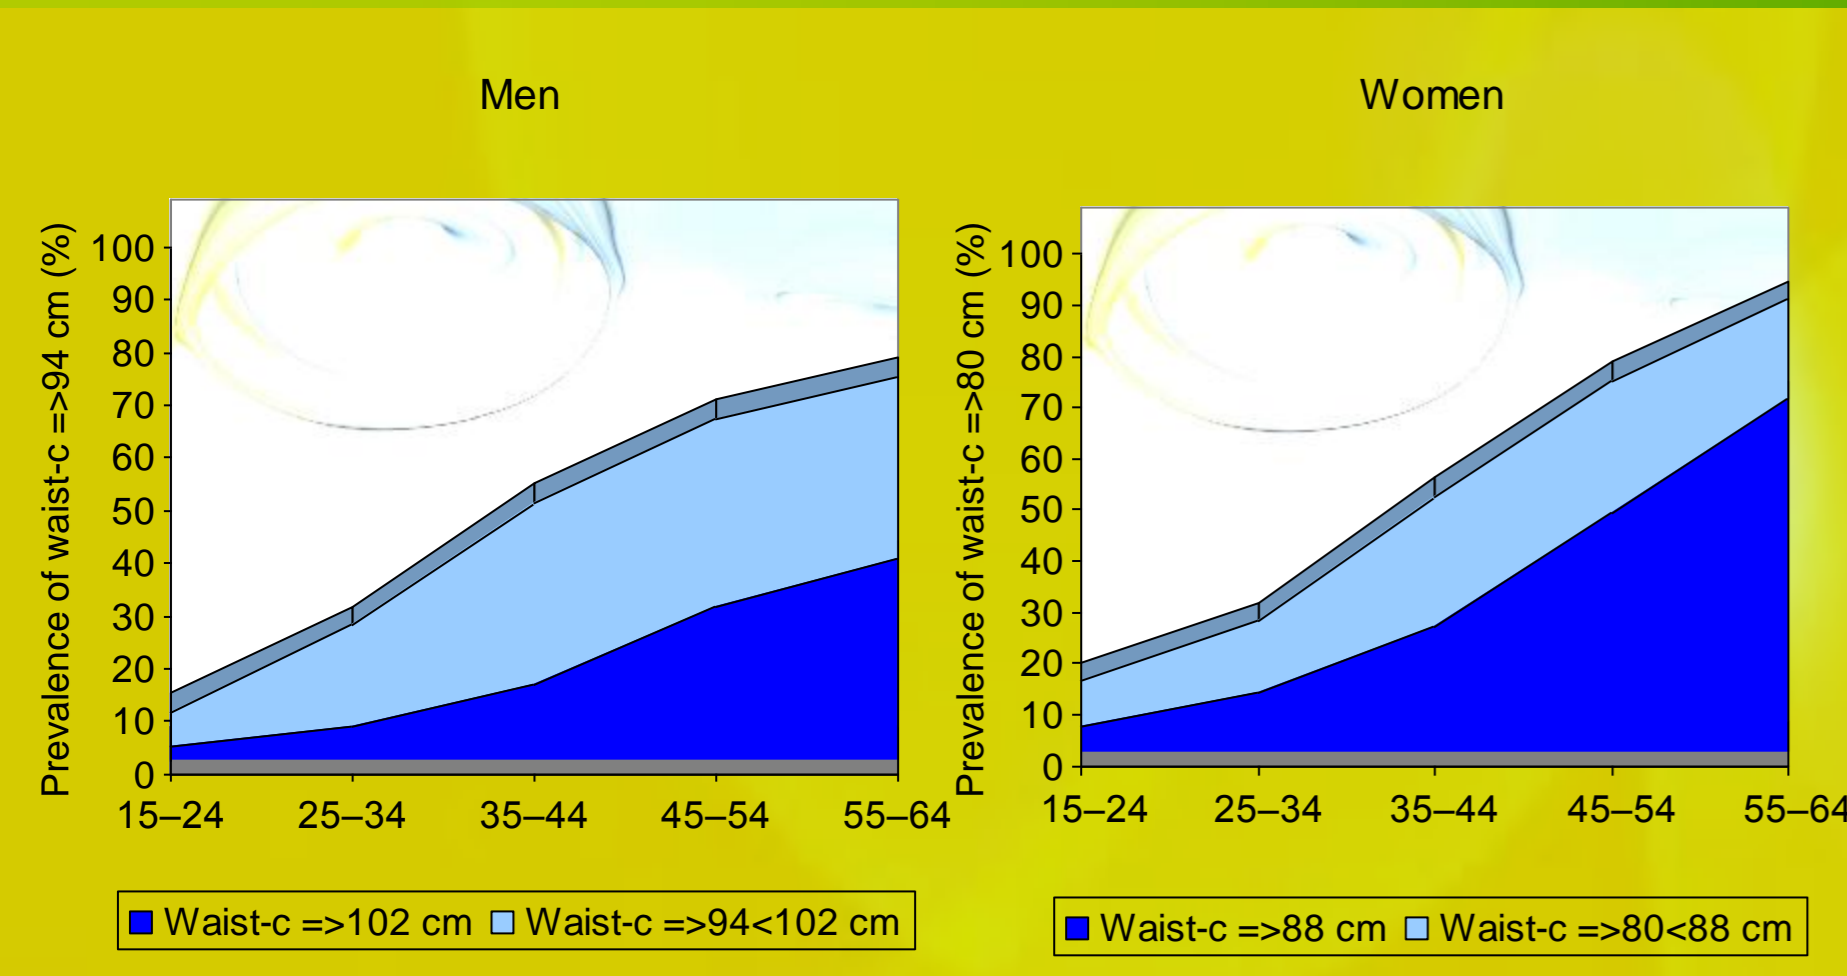 Men
Prevalence of waist-c =>94 cm (%)
100
90
80
70
60
50
40
30
20
10
0
15–24 25–34 35–44 45–54 55–64
Waist-c =>102 cm Waist-c =>94<102 cm
Women
Prevalence of waist-c =>80 cm (%)
100
90
80
70
60
50
40
30
20
10
0
15–24 25–34 35–44 45–54 55–64
Waist-c =>88 cm Waist-c =>80<88 cm